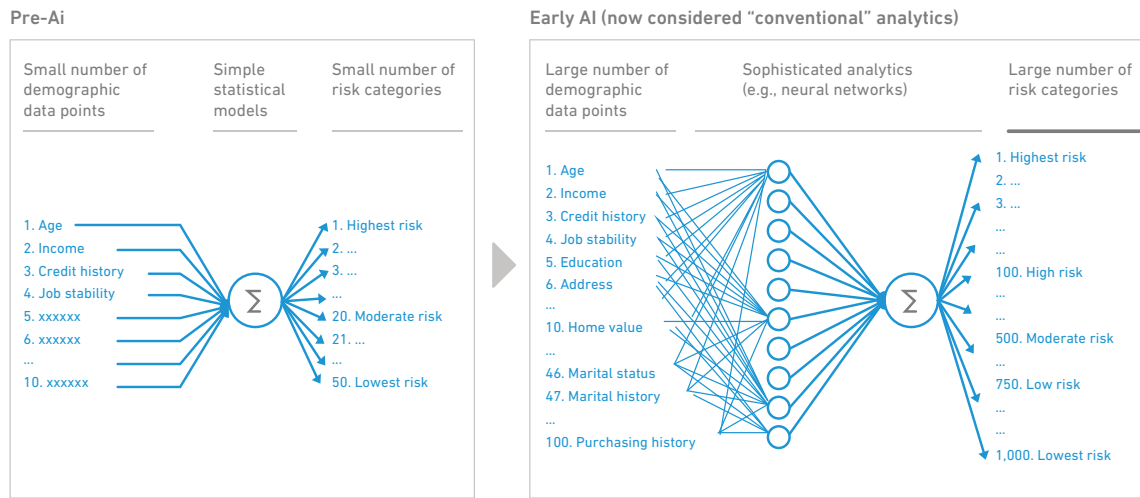 Pre-Ai
Small number of
demographic
data points
Simple
statistical
models
Small number of
risk categories
1. Age
2. Income
3. Credit history
4. Job stability
5. xxxxxx
6. xxxxxx
...
10. xxxxxx
Σ
1. Highest risk
2. ...
3. ...
...
20. Moderate risk
21. ...
...
50. Lowest risk
Early AI (now considered “conventional” analytics)
Large number of
demographic
data points
Sophisticated analytics
(e.g., neural networks)
Large number of
risk categories
1. Age
2. Income
3. Credit history
4. Job stability
5. Education
6. Address
...
10. Home value
...
46. Marital status
47. Marital history
...
100. Purchasing history
Σ
1. Highest risk
2. ...
3. ...
...
...
100. High risk
...
...
500. Moderate risk
...
750. Low risk
...
...
1,000. Lowest risk